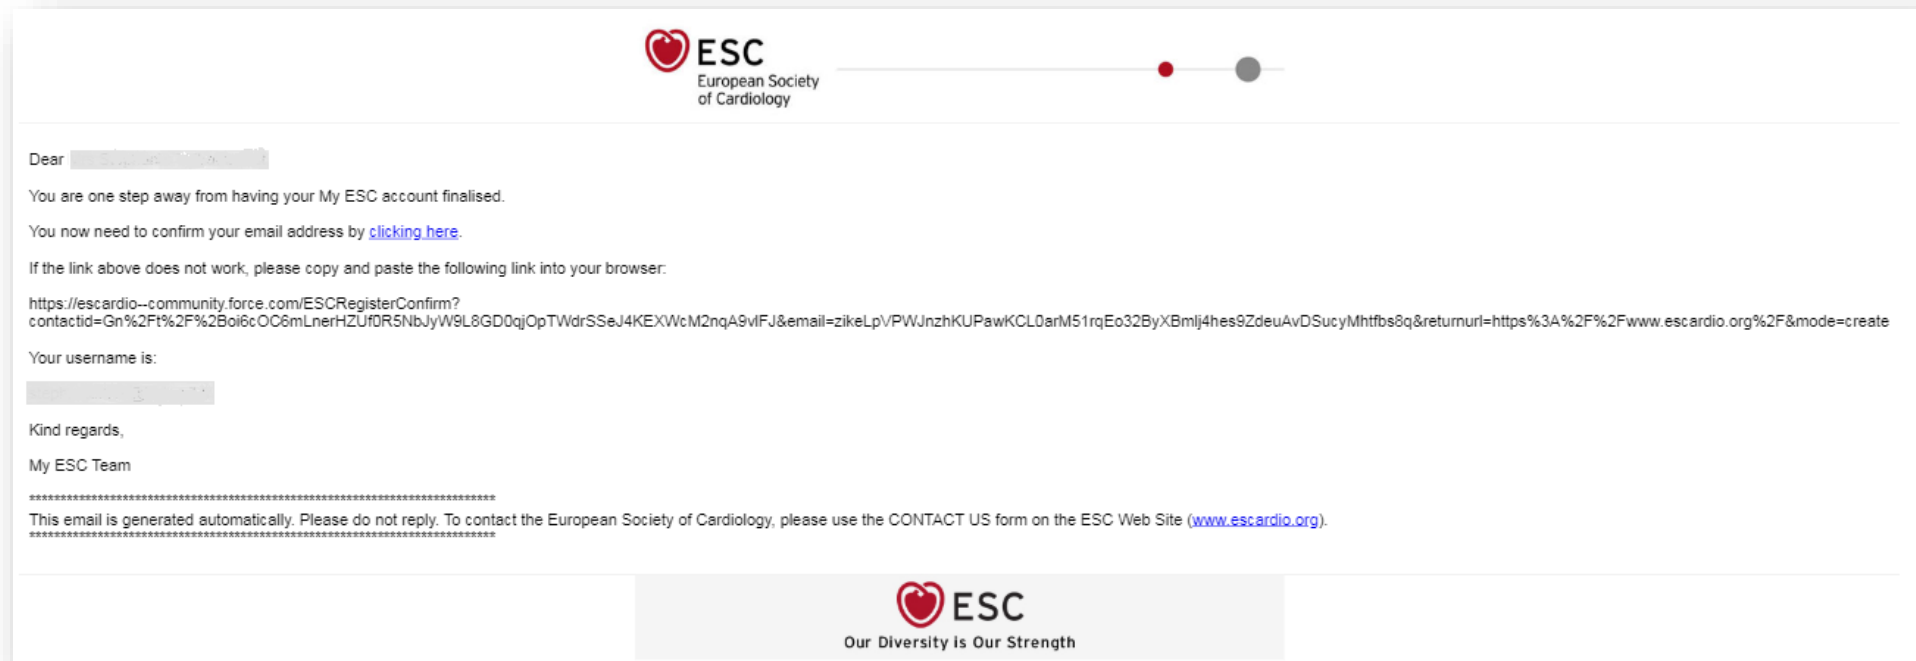 ESC
European Society
of Cardiology
Dear
You are one step away from having your My ESC account finalised.
You now need to confirm your email address by clicking here.
If the link above does not work, please copy and paste the following link into your browser:
https://escardio--community.force.com/ESCRegisterConfirm?
contactid=Gn%2Ft%2F%2Boi6cOC6mLnerHZUf0R5NbJyW9L8GD0qjOpTWdrSSeJ4KEXWcM2nqA9vlFJ&email=zikeLpVPWJnzhKUPawKCL0arM51rqEo32ByXBmlj4hes9ZdeuAvDSucyMhtfbs8q&returnurl=https%3A%2F%2Fwww.escardio.org%2F&mode=create
Your username is:
Kind regards,
My ESC Team
***************************************************************************
This email is generated automatically. Please do not reply. To contact the European Society of Cardiology, please use the CONTACT US form on the ESC Web Site (www.escardio.org).
***************************************************************************
ESC
Our Diversity is Our Strength